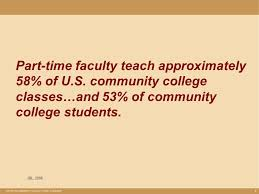 Part-time faculty teach approximately
58% of U.S. community college
classes…and 53% of community
college students.